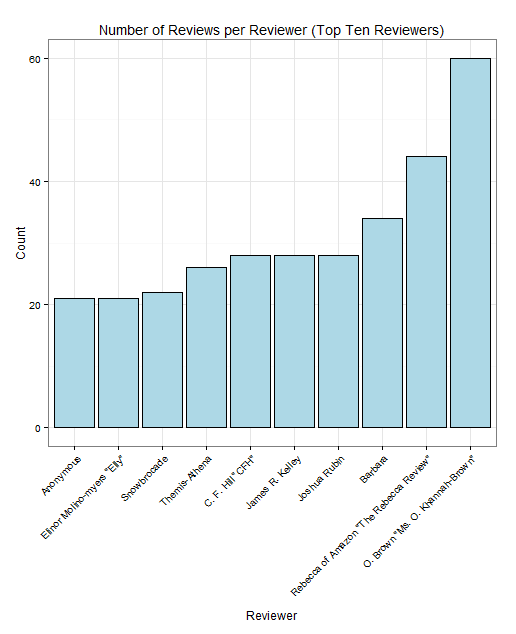 Number of Reviews per Reviewer (Top Ten Reviewers)
60
40
20
0
Count
Anonymous
Elinor Molino-myers "Elly"
Snowbrocade
Themis-Athena
C. F. Hill "CFH"
James R. Kelley
Joshua Rubin
Barbara
Rebecca of Amazon "The Rebecca Review"
O. Brown "Ms. O. Khannah-Brown"
Reviewer